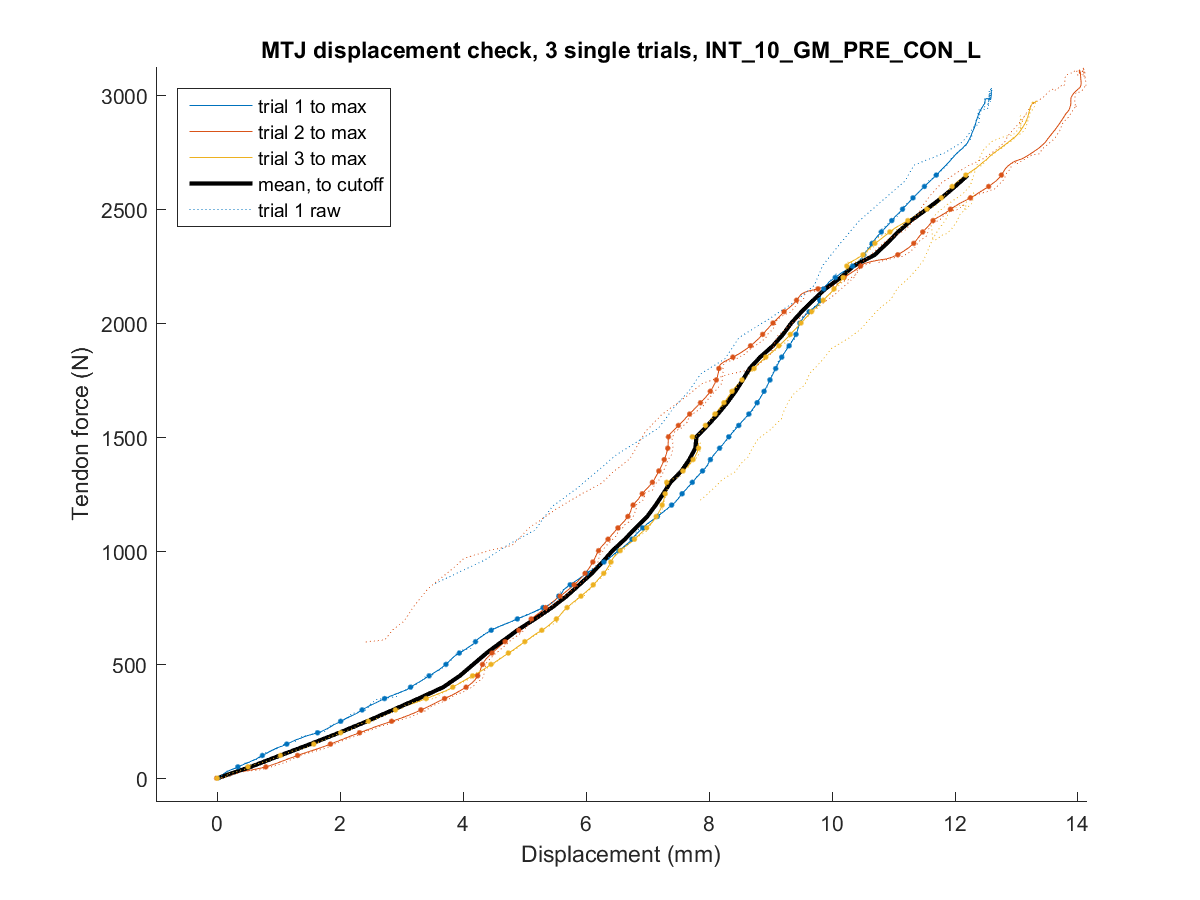 MTJ displacement check, 3 single trials, INT_10_GM_PRE_CON_L
trial 1 to max
trial 2 to max
trial 3 to max
mean, to cutoff
trial 1 raw
3000
2500
2000
1500
1000
500
0
Tendon force (N)
0 2 4 6 8 10 12 14
Displacement (mm)